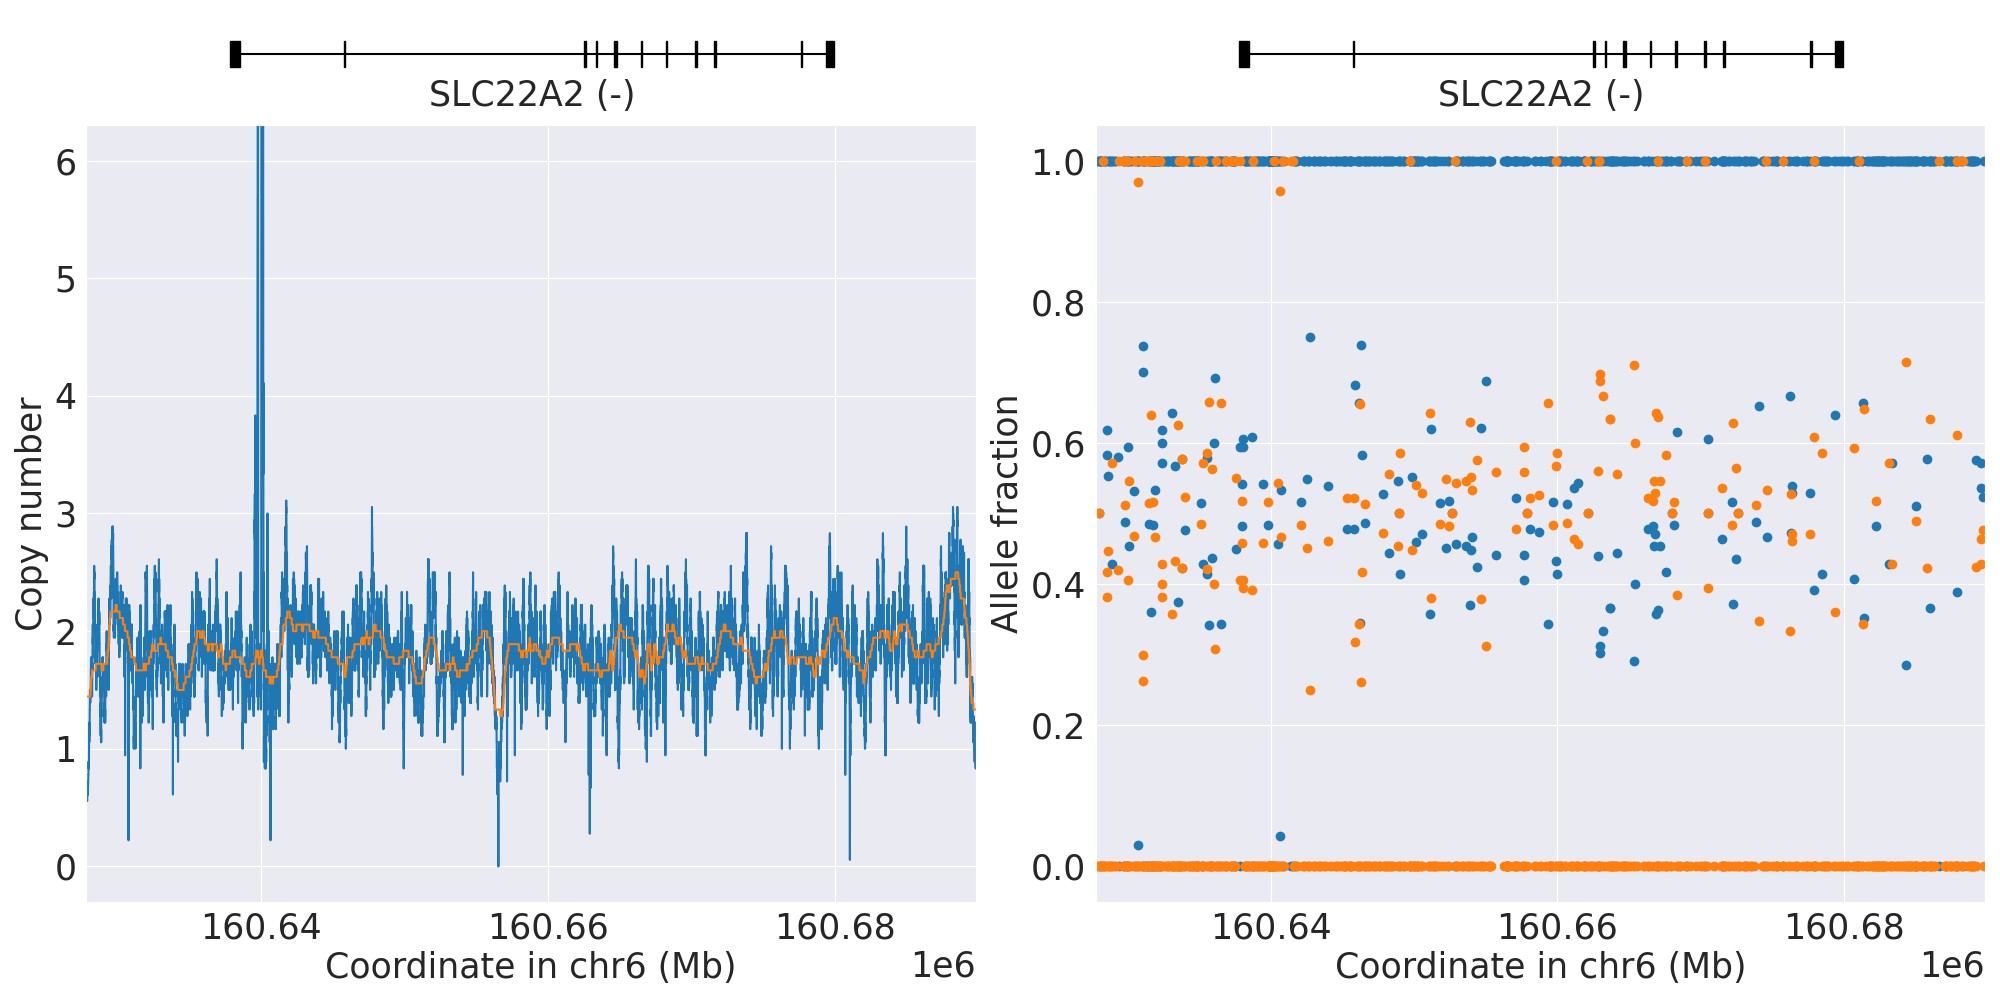 SLC22A2 (-)
6
5
4
3
2
1
0
Copy number
160.64 160.66 160.68
Coordinate in chr6 (Mb)
1e6
SLC22A2 (-)
1.0
0.8
0.6
0.4
0.2
0.0
Allele fraction
160.64 160.66 160.68
Coordinate in chr6 (Mb)
1e6